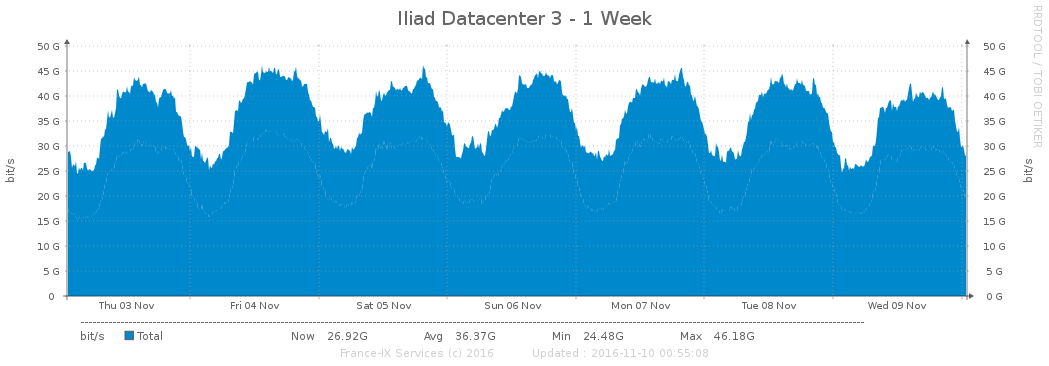 Iliad Datacenter 3 - 1 Week
RRDTOOL / TOBI OETIKER
bit/s
bit/s
50 G 50 G
45 G 45 G
40 G 40 G
35 G 35 G
30 G 30 G
25 G 25 G
20 G 20 G
15 G 15 G
10 G 10 G
5 G 5 G
0 0 G
Thu 03 Nov Fri 04 Nov Sat 05 Nov Sun 06 Nov Mon 07 Nov Tue 08 Nov Wed 09 Nov
bit/s Total Now 26.92G Avg 36.37G Min 24.48G Max 46.18G
France-IX Services (c) 2016 Updated : 2016-11-10 00:55:08